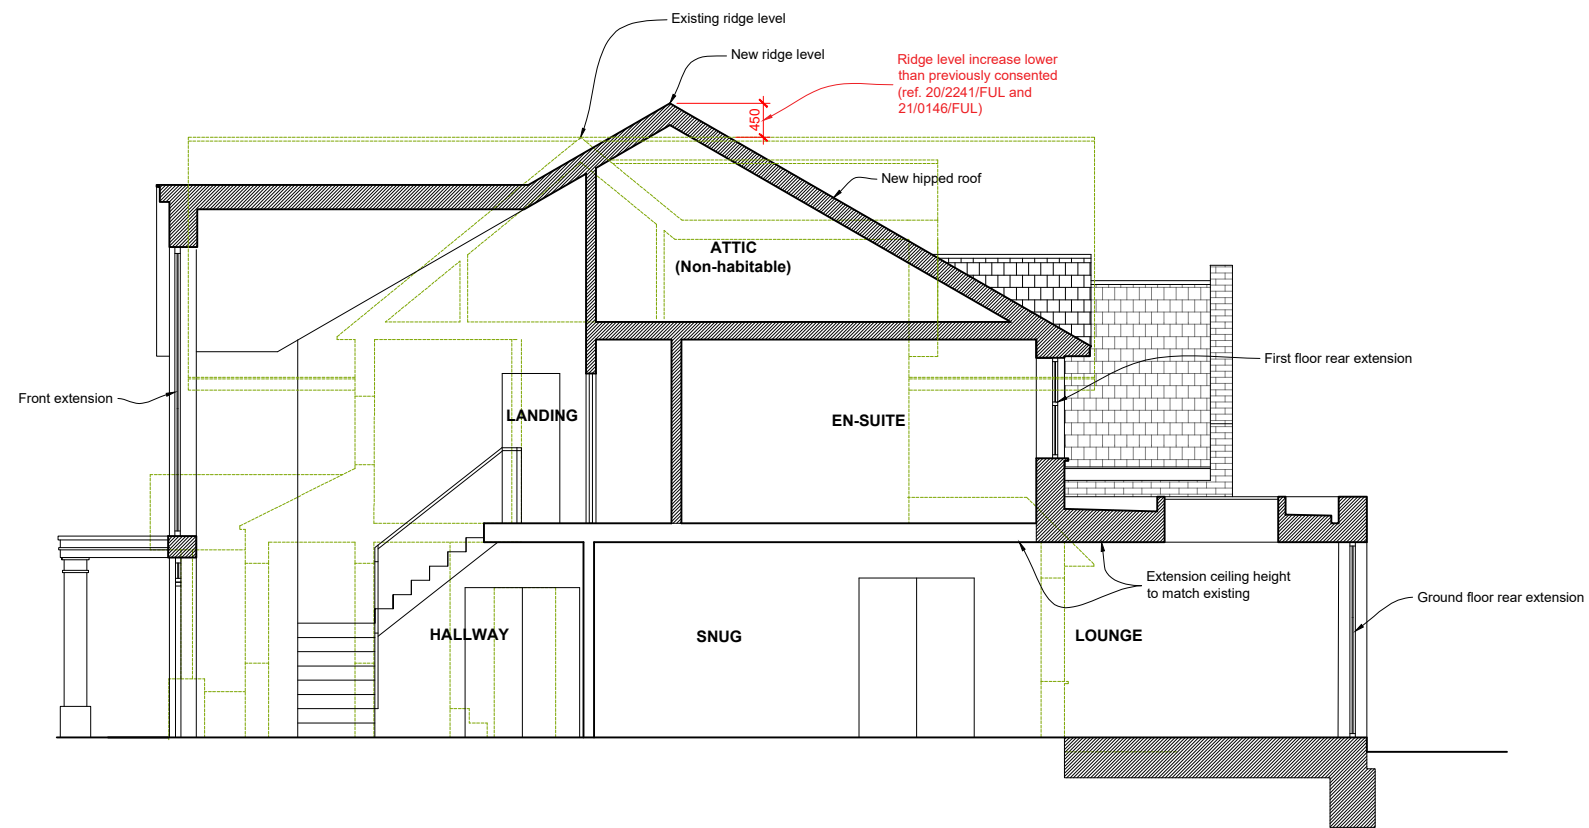 Existing ridge level
New ridge level
Ridge level increase lower
than previously consented
(ref. 20/2241/FUL and
21/0146/FUL)
450
New hipped roof
ATTIC
(Non-habitable)
First floor rear extension
Front extension
LANDING
EN-SUITE
Extension ceiling height
to match existing
Ground floor rear extension
HALLWAY
SNUG
LOUNGE